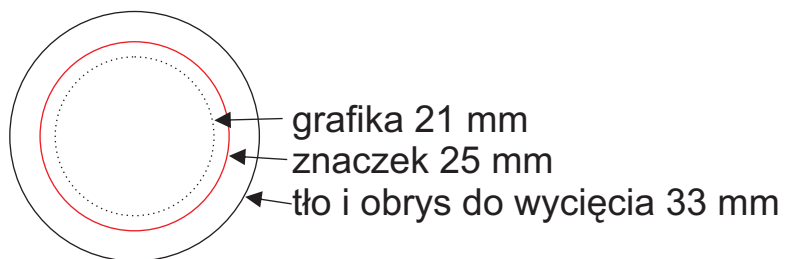 grafika 21 mm
znaczek 25 mm
tło i obrys do wycięcia 33 mm